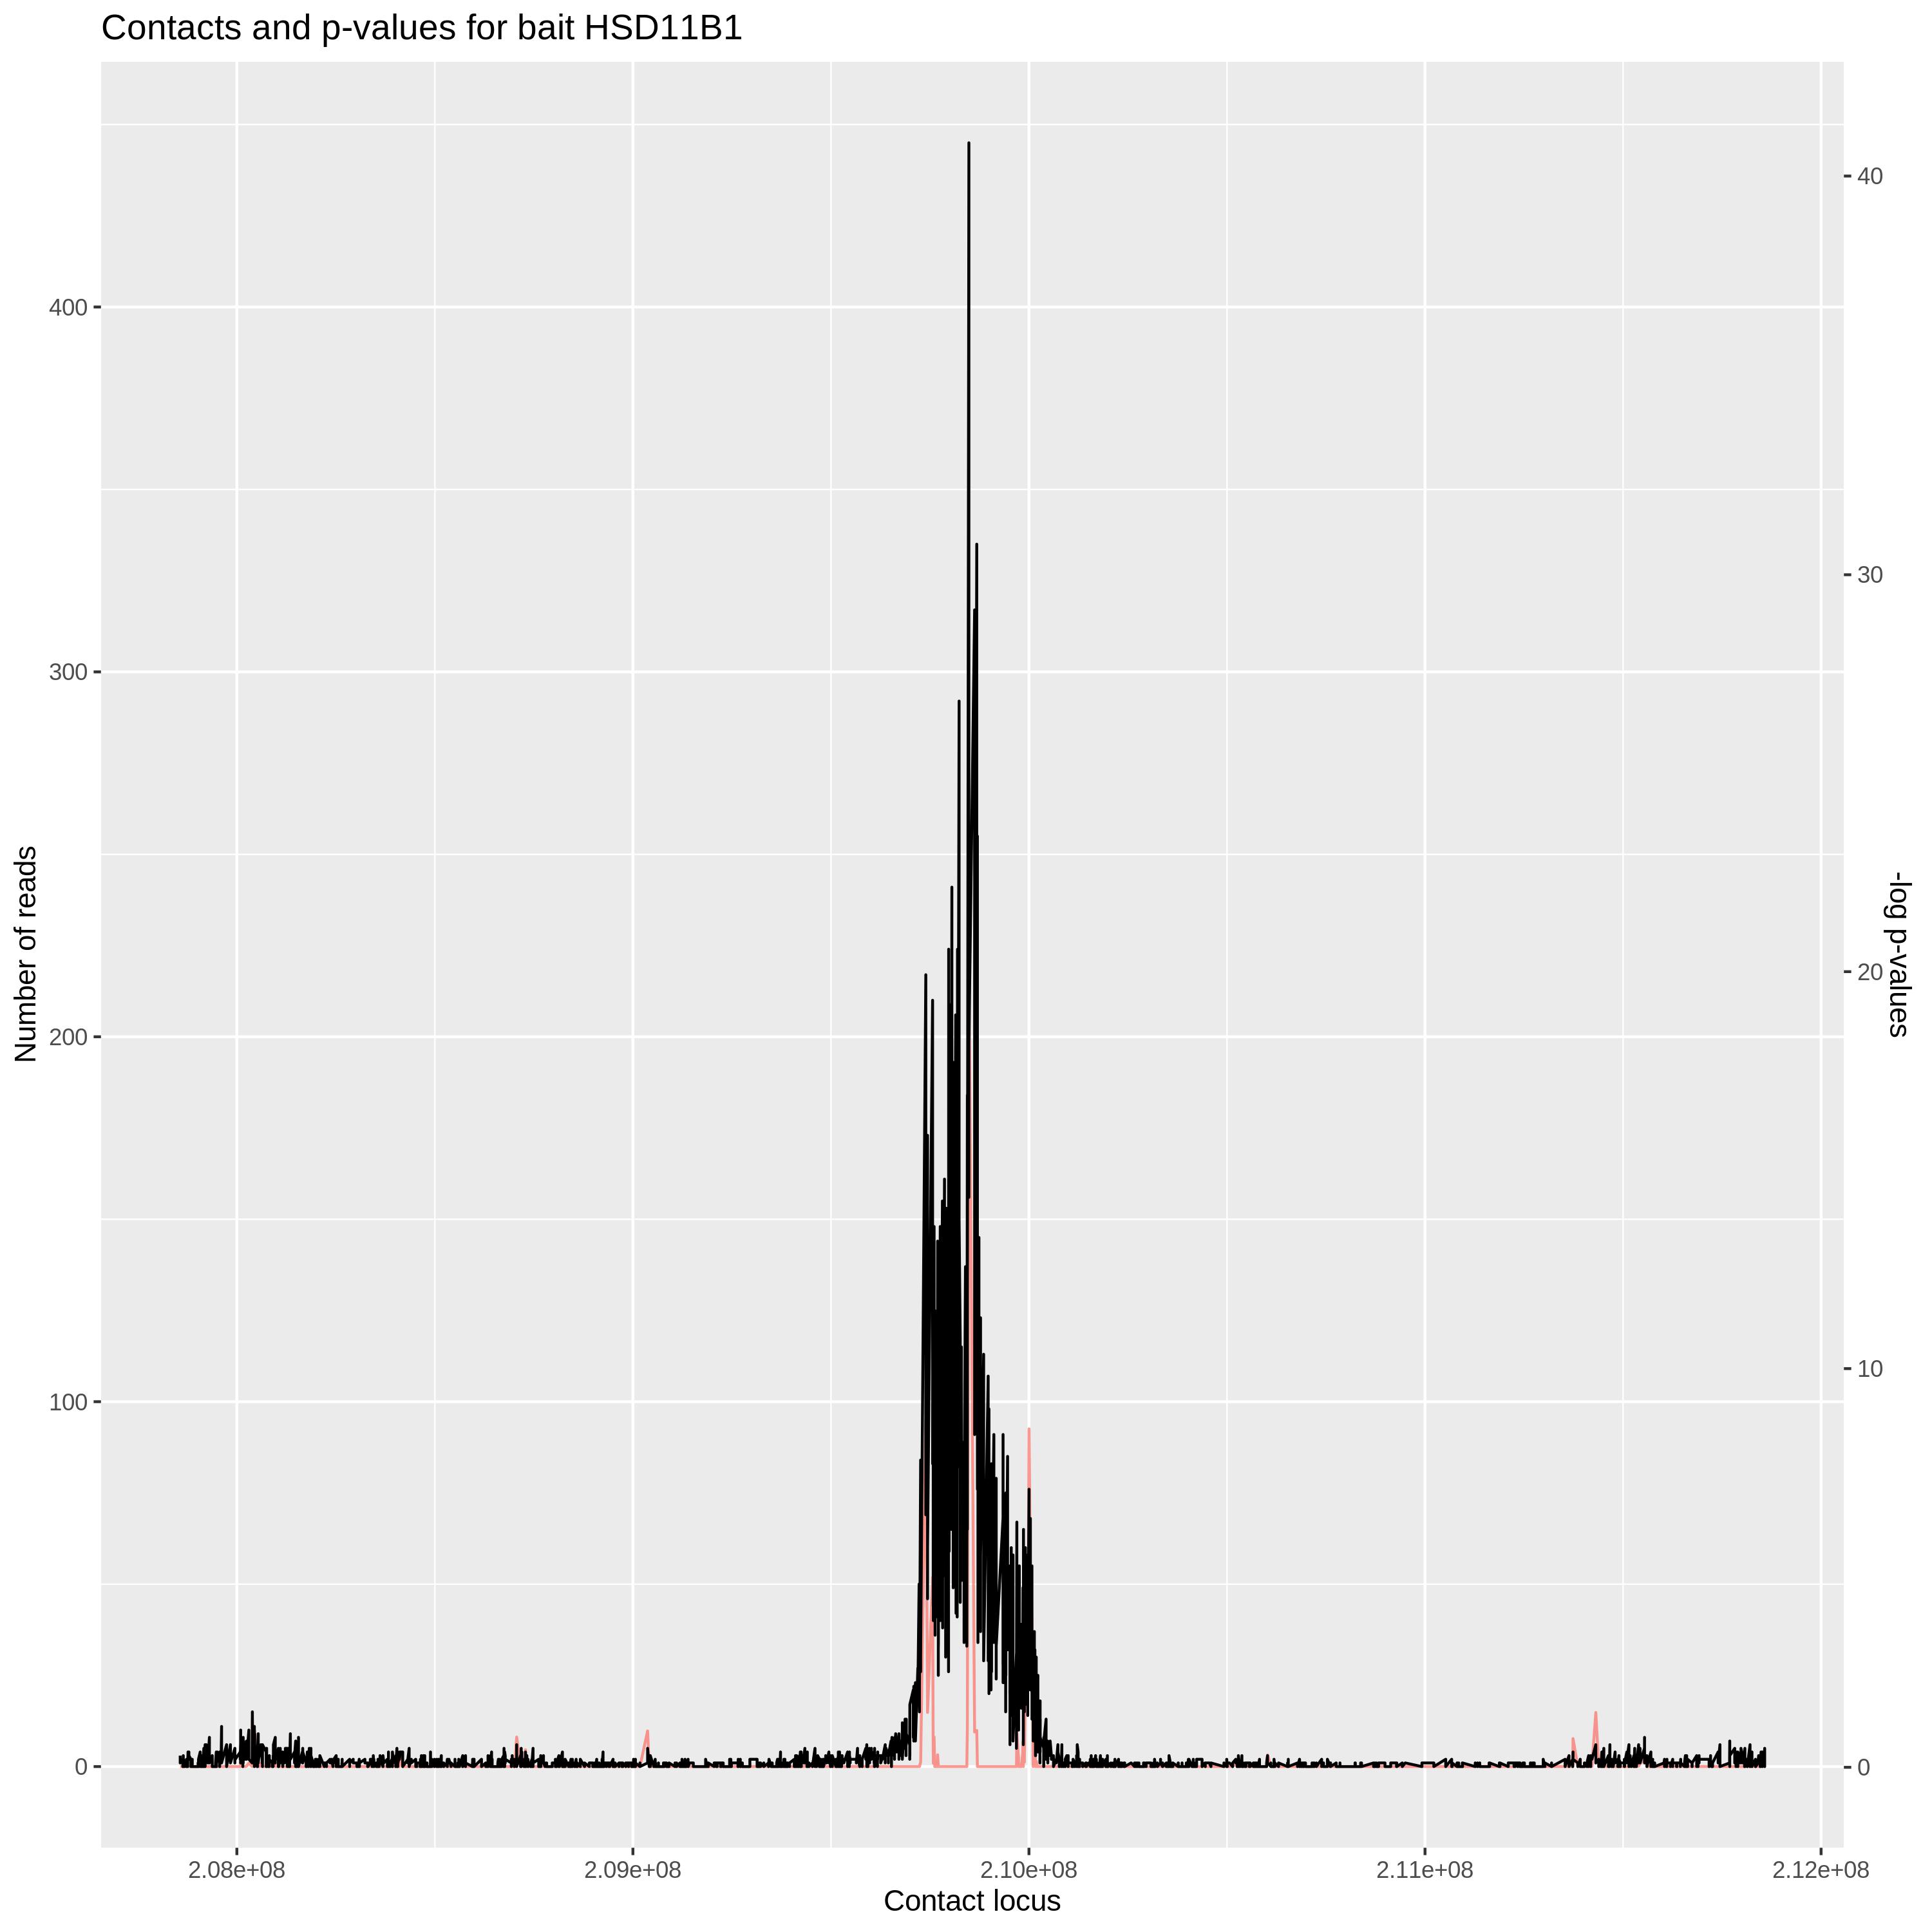 Contacts and p-values for bait HSD11B1
400
300
200
100
0
Number of reads
40
30
20
10
0
-log p-values
2.08e+08
2.09e+08
2.10e+08
2.11e+08
2.12e+08
Contact locus